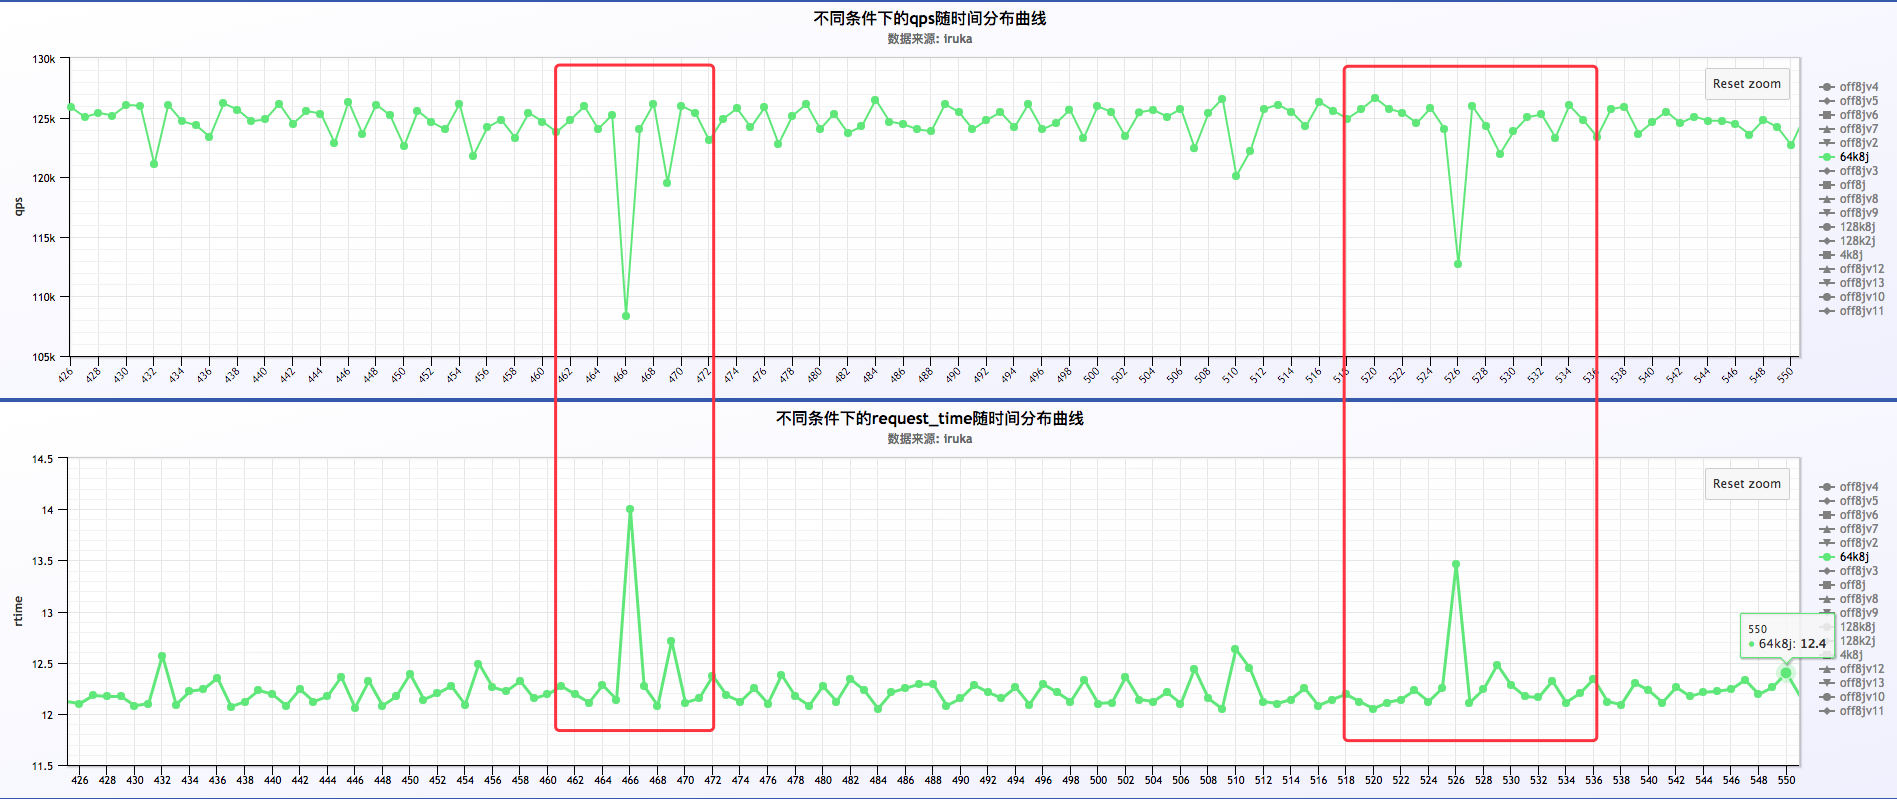 不同条件下的qps随时间分布曲线
数据来源: iruka
130k
125k
120k
115k
110k
105k
qps
Reset zoom
426 428 430 432 434 436 438 440 442 444 446 448 450 452 454 456 458 460 462 464 466 468 470 472 474 476 478 480 482 484 486 488 490 492 494 496 498 500 502 504 506 508 510 512 514 516 518 520 522 524 526 528 530 532 534 536 538 540 542 544 546 548 550
off8jv4
off8jv5
off8jv6
off8jv7
off8jv2
64k8j
off8jv3
off8j
off8jv8
off8jv9
128k8j
128k2j
4k8j
off8jv12
off8jv13
off8jv10
off8jv11
不同条件下的request_time随时间分布曲线
数据来源: iruka
14.5
14
13.5
13
12.5
12
11.5
rtime
Reset zoom
550
64k8j: 12.4
426 428 430 432 434 436 438 440 442 444 446 448 450 452 454 456 458 460 462 464 466 468 470 472 474 476 478 480 482 484 486 488 490 492 494 496 498 500 502 504 506 508 510 512 514 516 518 520 522 524 526 528 530 532 534 536 538 540 542 544 546 548 550
off8jv4
off8jv5
off8jv6
off8jv7
off8jv2
64k8j
off8jv3
off8j
off8jv8
off8jv9
128k8j
128k2j
4k8j
off8jv12
off8jv13
off8jv10
off8jv11